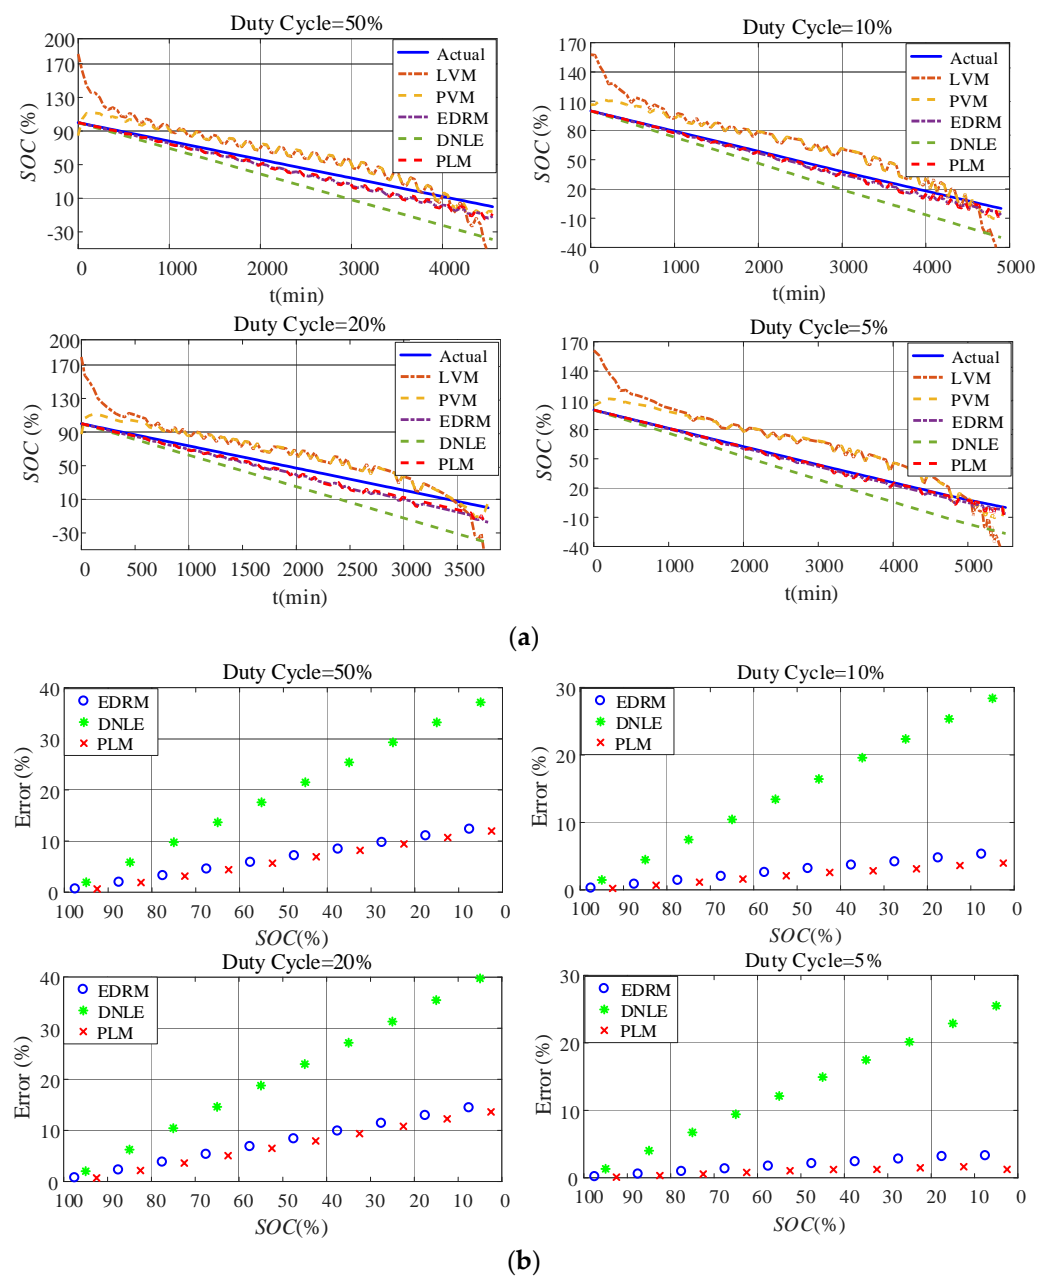 Duty Cycle=50%
200
170
130
90
50
10
-30
SOC (%)
Actual
LVM
PVM
EDRM
DNLE
PLM
0 1000 2000 3000 4000
t(min)
Duty Cycle=10%
170
140
110
80
50
20
-10
-40
SOC (%)
Actual
LVM
PVM
EDRM
DNLE
PLM
0 1000 2000 3000 4000 5000
t(min)
Duty Cycle=20%
200
170
130
90
50
10
-30
SOC (%)
Actual
LVM
PVM
EDRM
DNLE
PLM
0 500 1000 1500 2000 2500 3000 3500
t(min)
Duty Cycle=5%
170
140
110
80
50
20
-10
-40
SOC (%)
Actual
LVM
PVM
EDRM
DNLE
PLM
0 1000 2000 3000 4000 5000
t(min)
(a)
Duty Cycle=50%
40
30
20
10
0
Error (%)
EDRM
DNLE
PLM
100 90 80 70 60 50 40 30 20 10 0
SOC(%)
Duty Cycle=10%
30
20
10
0
Error (%)
EDRM
DNLE
PLM
100 90 80 70 60 50 40 30 20 10 0
SOC(%)
Duty Cycle=20%
40
30
20
10
0
Error (%)
EDRM
DNLE
PLM
100 90 80 70 60 50 40 30 20 10 0
SOC(%)
Duty Cycle=5%
30
20
10
0
Error (%)
EDRM
DNLE
PLM
100 90 80 70 60 50 40 30 20 10 0
SOC(%)
(b)